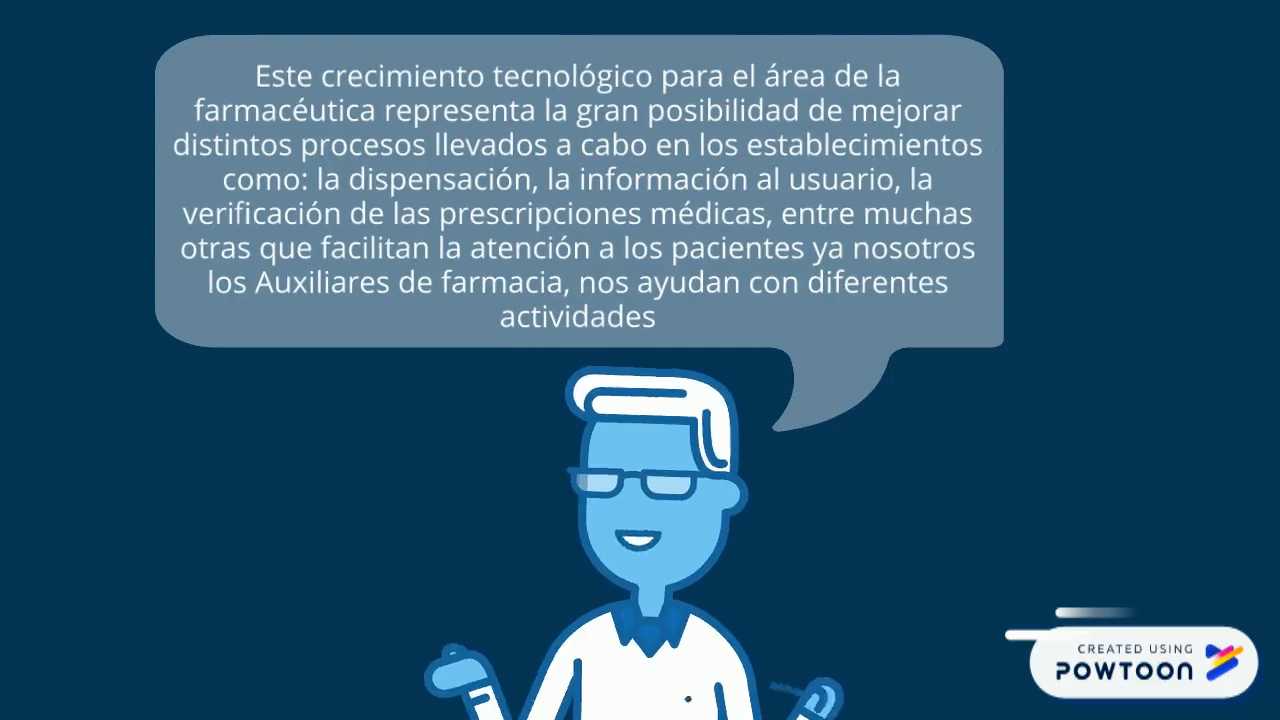 Este crecimiento tecnológico para el área de la
farmacéutica representa la gran posibilidad de mejorar
distintos procesos llevados a cabo en los establecimientos
como: la dispensación, la información al usuario, la
verificación de las prescripciones médicas, entre muchas
otras que facilitan la atención a los pacientes ya nosotros
los Auxiliares de farmacia, nos ayudan con diferentes
actividades
CREATED USING
POWTOON